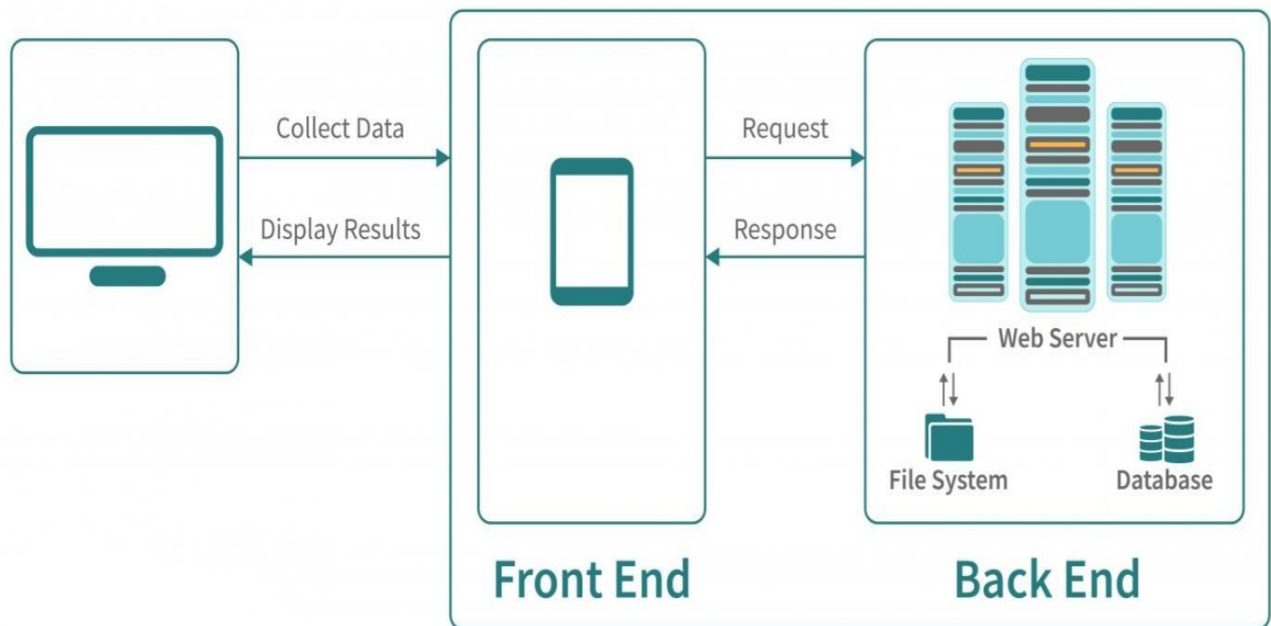 Collect Data
Display Results
Request
Response
Web Server
File System
Database
Front End
Back End